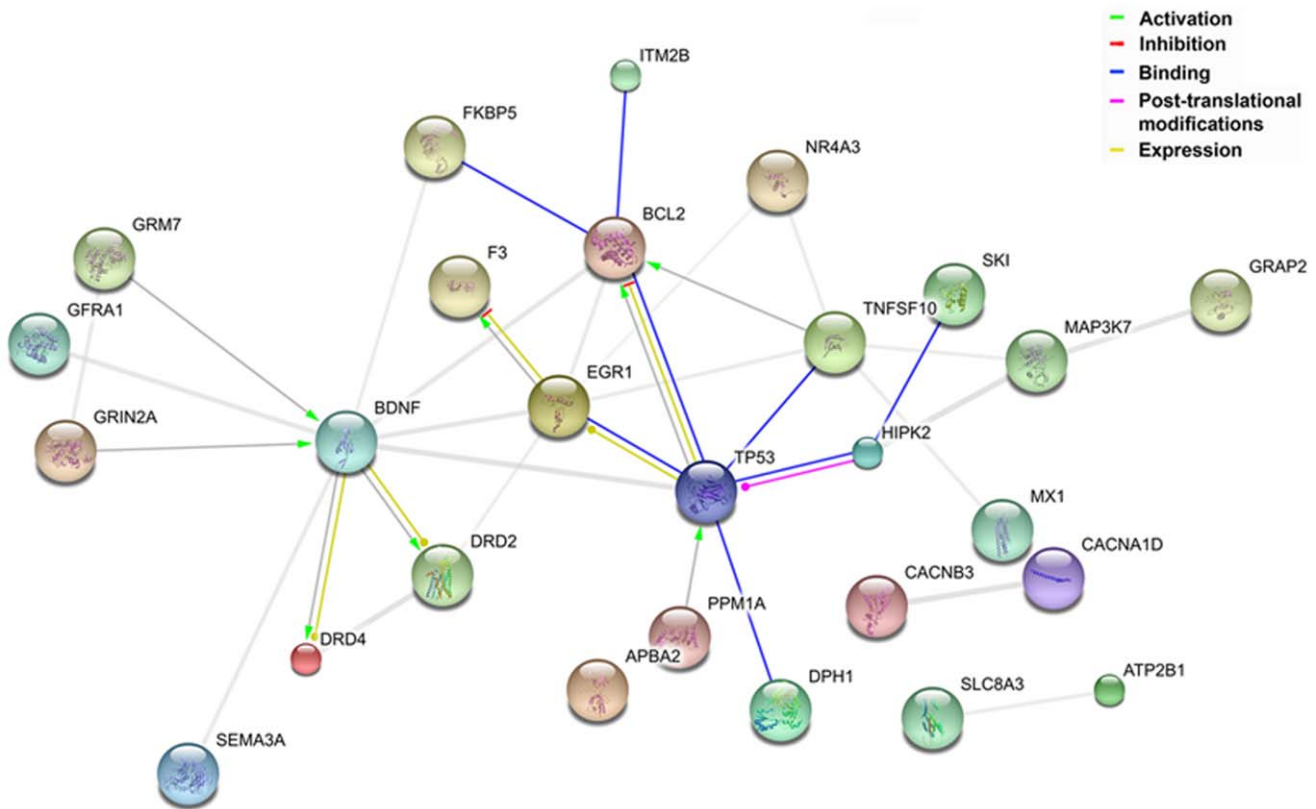 Activation
Inhibition
Binding
Post-translational
modifications
Expression
ITM2B
FKBP5
NR4A3
BCL2
GRM7
F3
SKI
GRAP2
GFRA1
TNFSF10
MAP3K7
EGR1
BDNF
GRIN2A
HIPK2
TP53
MX1
DRD2
CACNA1D
CACNB3
PPM1A
DRD4
APBA2
DPH1
SLC8A3
ATP2B1
SEMA3A